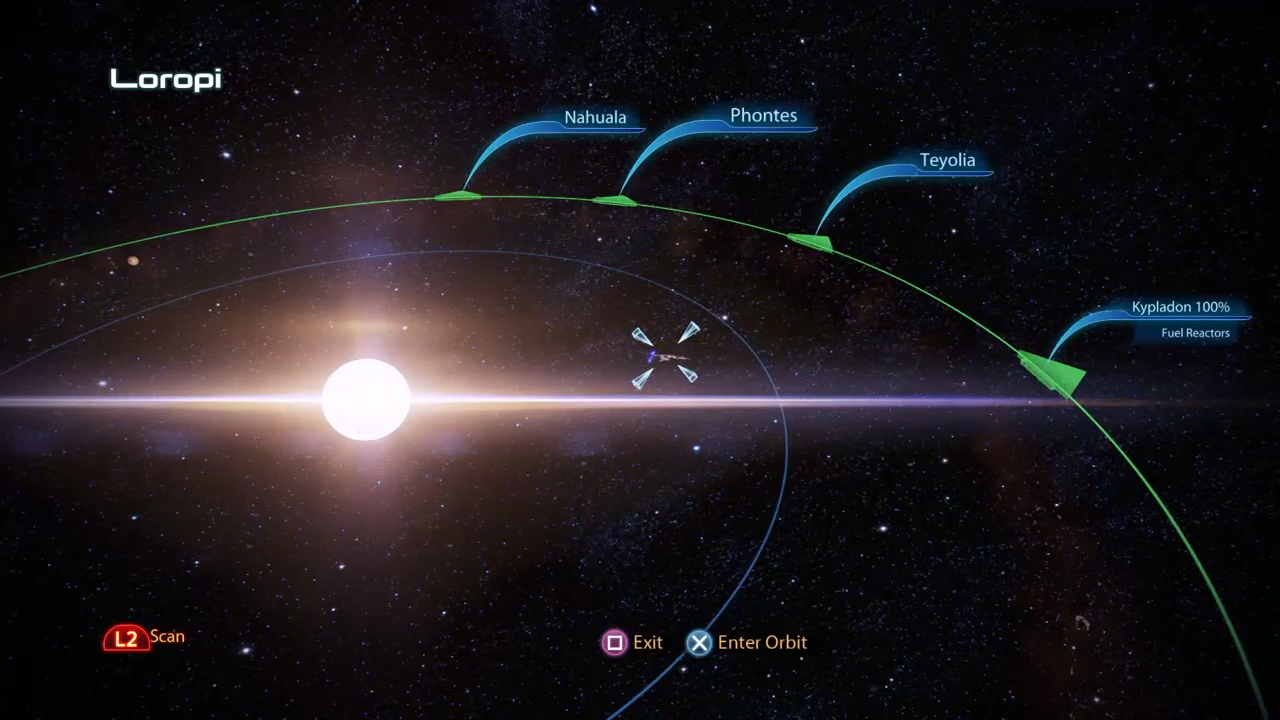 Loropi
Nahuala
Phontes
Teyolia
Kypladon 100%
Fuel Reactors
L2 Scan
Exit
Enter Orbit